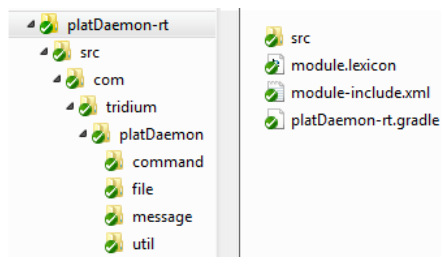 platDaemon-rt
src
com
tridium
platDaemon
command
file
message
util
src
module.lexicon
module-include.xml
platDaemon-rt.gradle